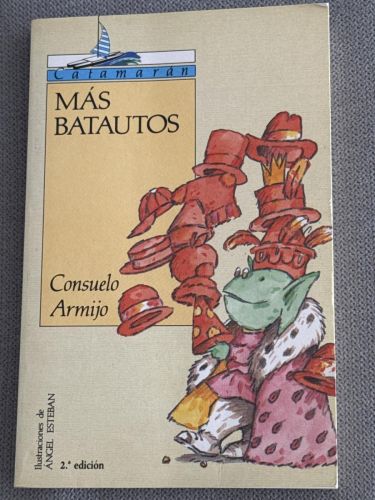 Catamarán
MÁS
BATAUTOS
Consuelo
Armijo
Ilustraciones de
ÁNGEL ESTEBAN
2.ª edición